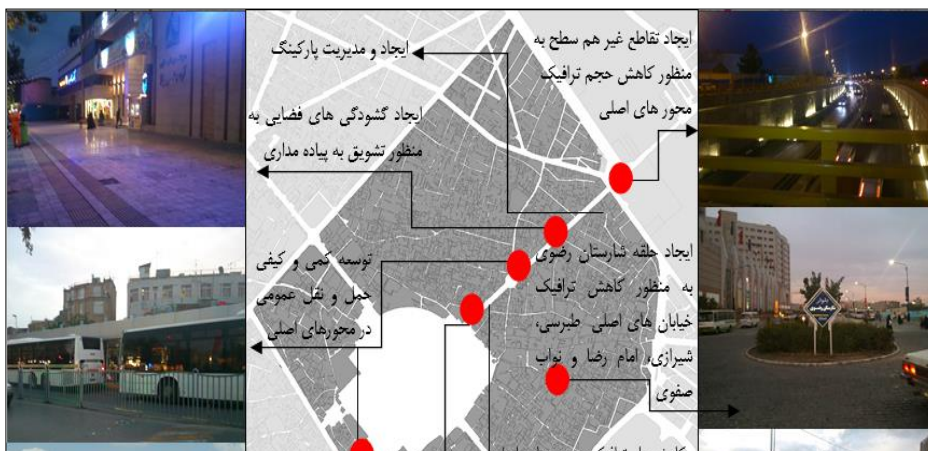 ایجاد تقاطع غیر هم سطح به
منظور کاهش حجم ترافیک
محور های اصلی
ایجاد و مدیریت پارکینگ
ایجاد گشودگی های فضایی به
منظور تشویق به پیاده مداری
ایجاد حلقه شارستان رضوی
به منظور کاهش ترافیک
خیابان های اصلی طبرسی،
شیرازی، امام رضا و نواب
صفوی
توسعه کمی و کیفی
حمل و نقل عمومی
در محورهای اصلی